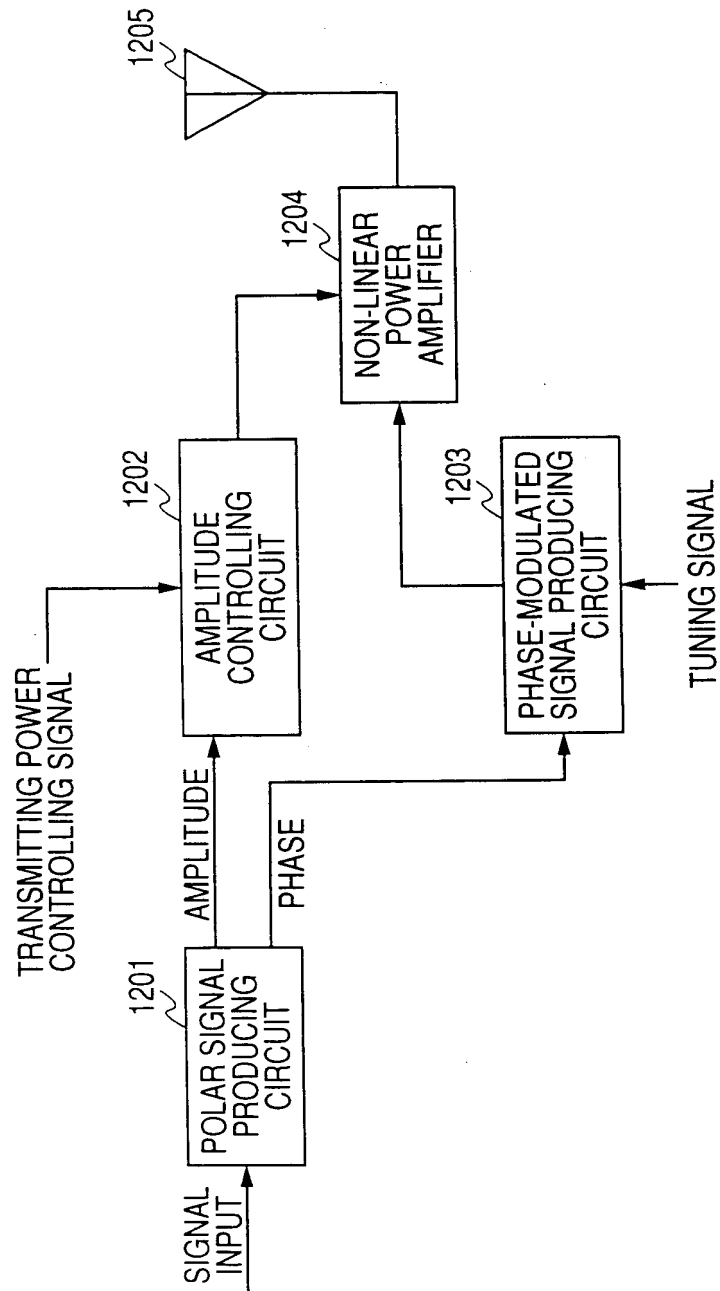 SIGNAL
INPUT
1201
POLAR SIGNAL
PRODUCING
CIRCUIT
AMPLITUDE
PHASE
TRANSMITTING POWER
CONTROLLING SIGNAL
1202
AMPLITUDE
CONTROLLING
CIRCUIT
1203
PHASE-MODULATED
SIGNAL PRODUCING
CIRCUIT
TUNING SIGNAL
1204
NON-LINEAR
POWER
AMPLIFIER
1205